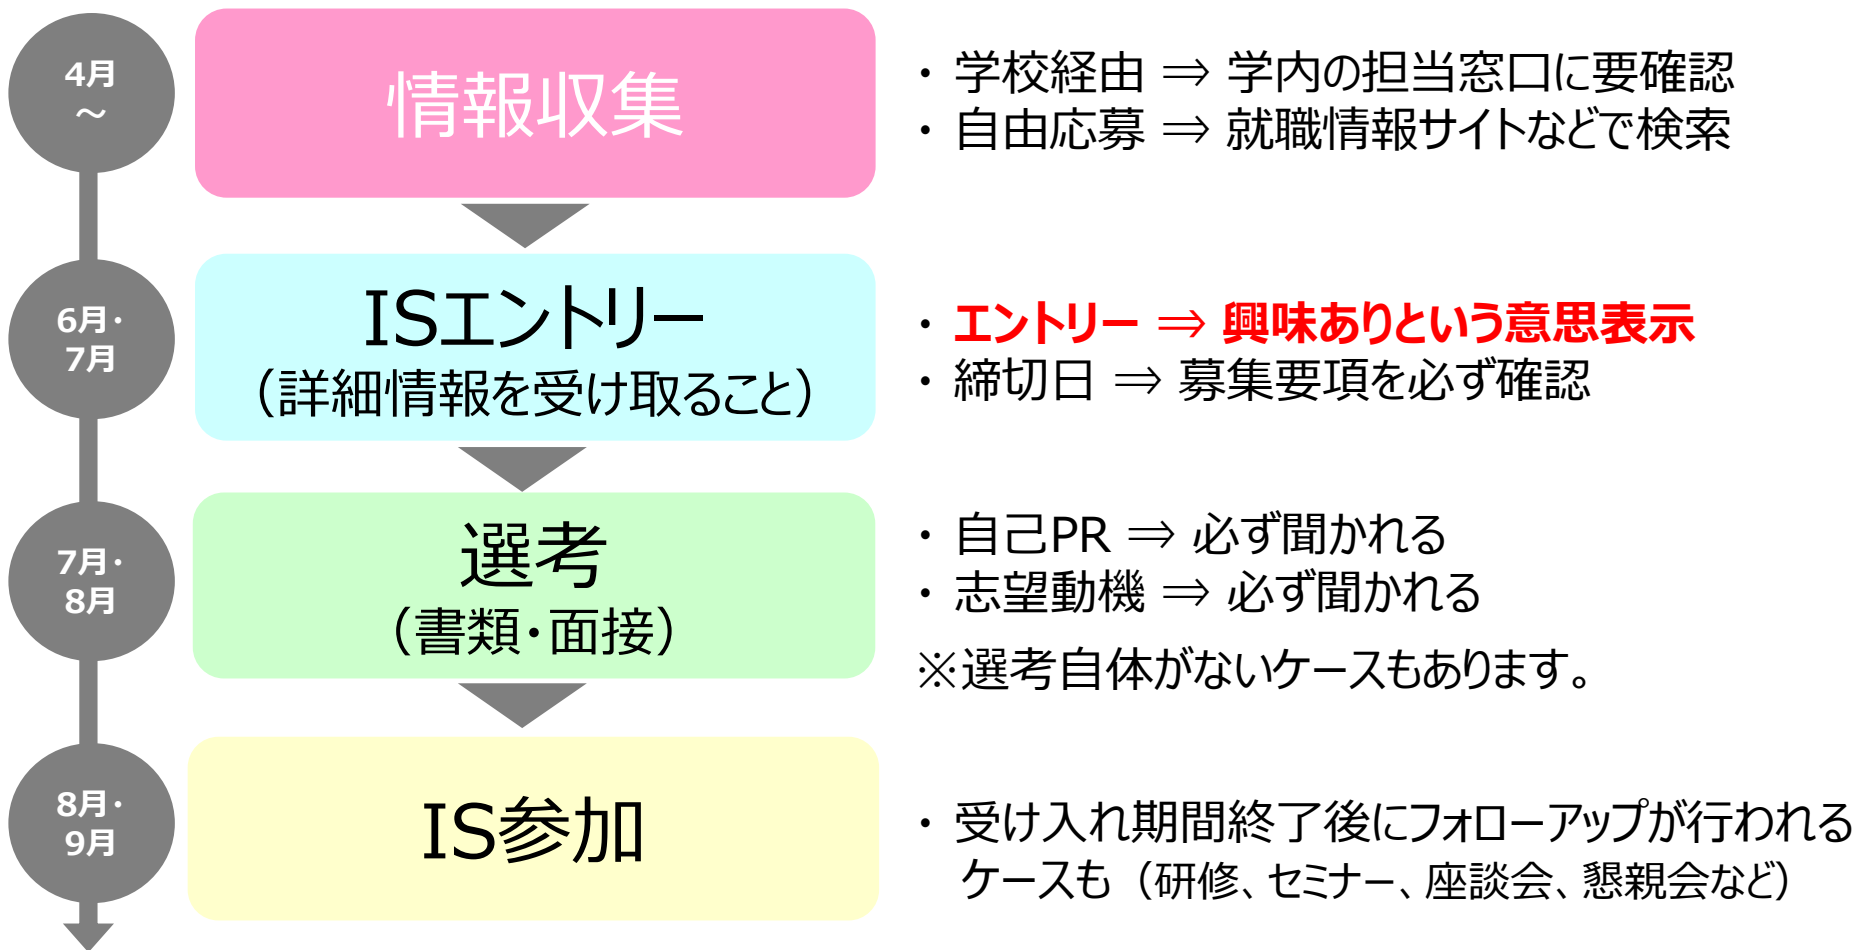 4月
～
情報収集
・ 学校経由 ⇒ 学内の担当窓口に要確認
・ 自由応募 ⇒ 就職情報サイトなどで検索
6月・
7月
ISエントリー
（詳細情報を受け取ること）
・ エントリー ⇒ 興味ありという意思表示
・ 締切日 ⇒ 募集要項を必ず確認
7月・
8月
選考
（書類・面接）
・ 自己PR ⇒ 必ず聞かれる
・ 志望動機 ⇒ 必ず聞かれる
※選考自体がないケースもあります。
8月・
9月
IS参加
・ 受け入れ期間終了後にフォローアップが行われる
ケースも（研修、セミナー、座談会、懇親会など）